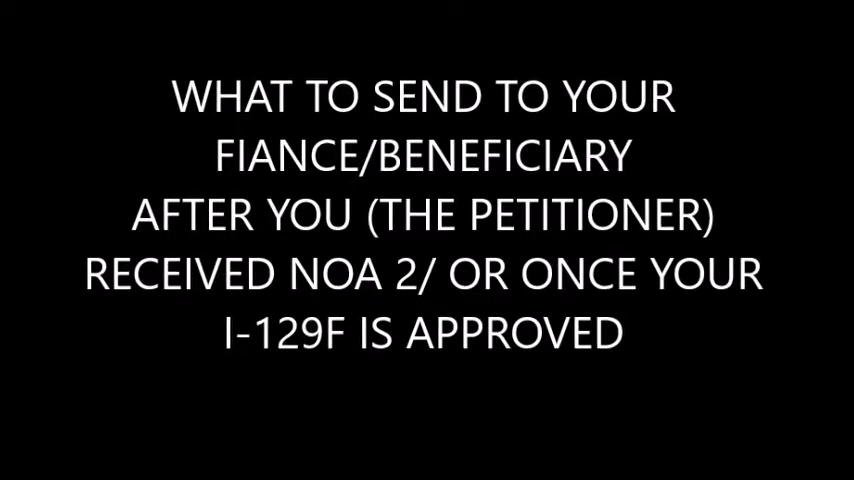 WHAT TO SEND TO YOUR
FIANCE/BENEFICIARY
AFTER YOU (THE PETITIONER)
RECEIVED NOA 2/ OR ONCE YOUR
I-129F IS APPROVED